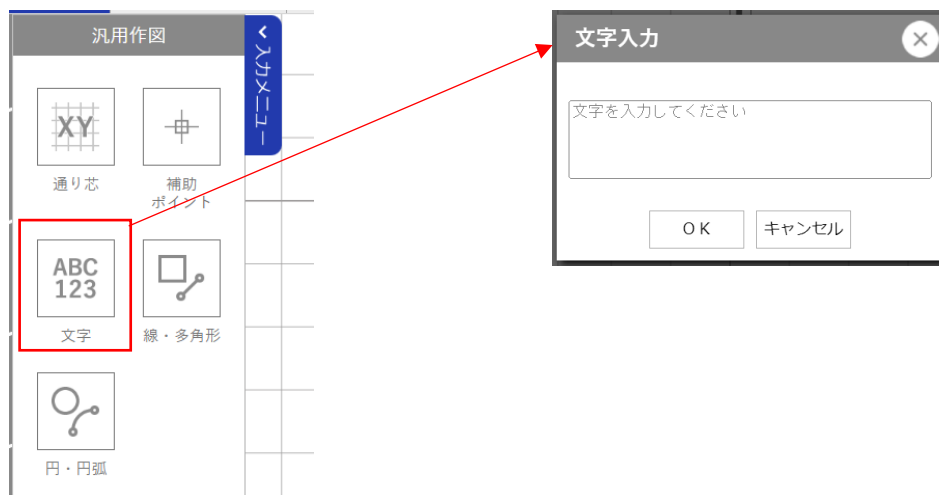 汎用作図
入力メニュー
XY
通り芯
補助
ポイント
ABC
123
文字
線・多角形
円・円弧
文字入力
文字を入力してください
OK
キャンセル